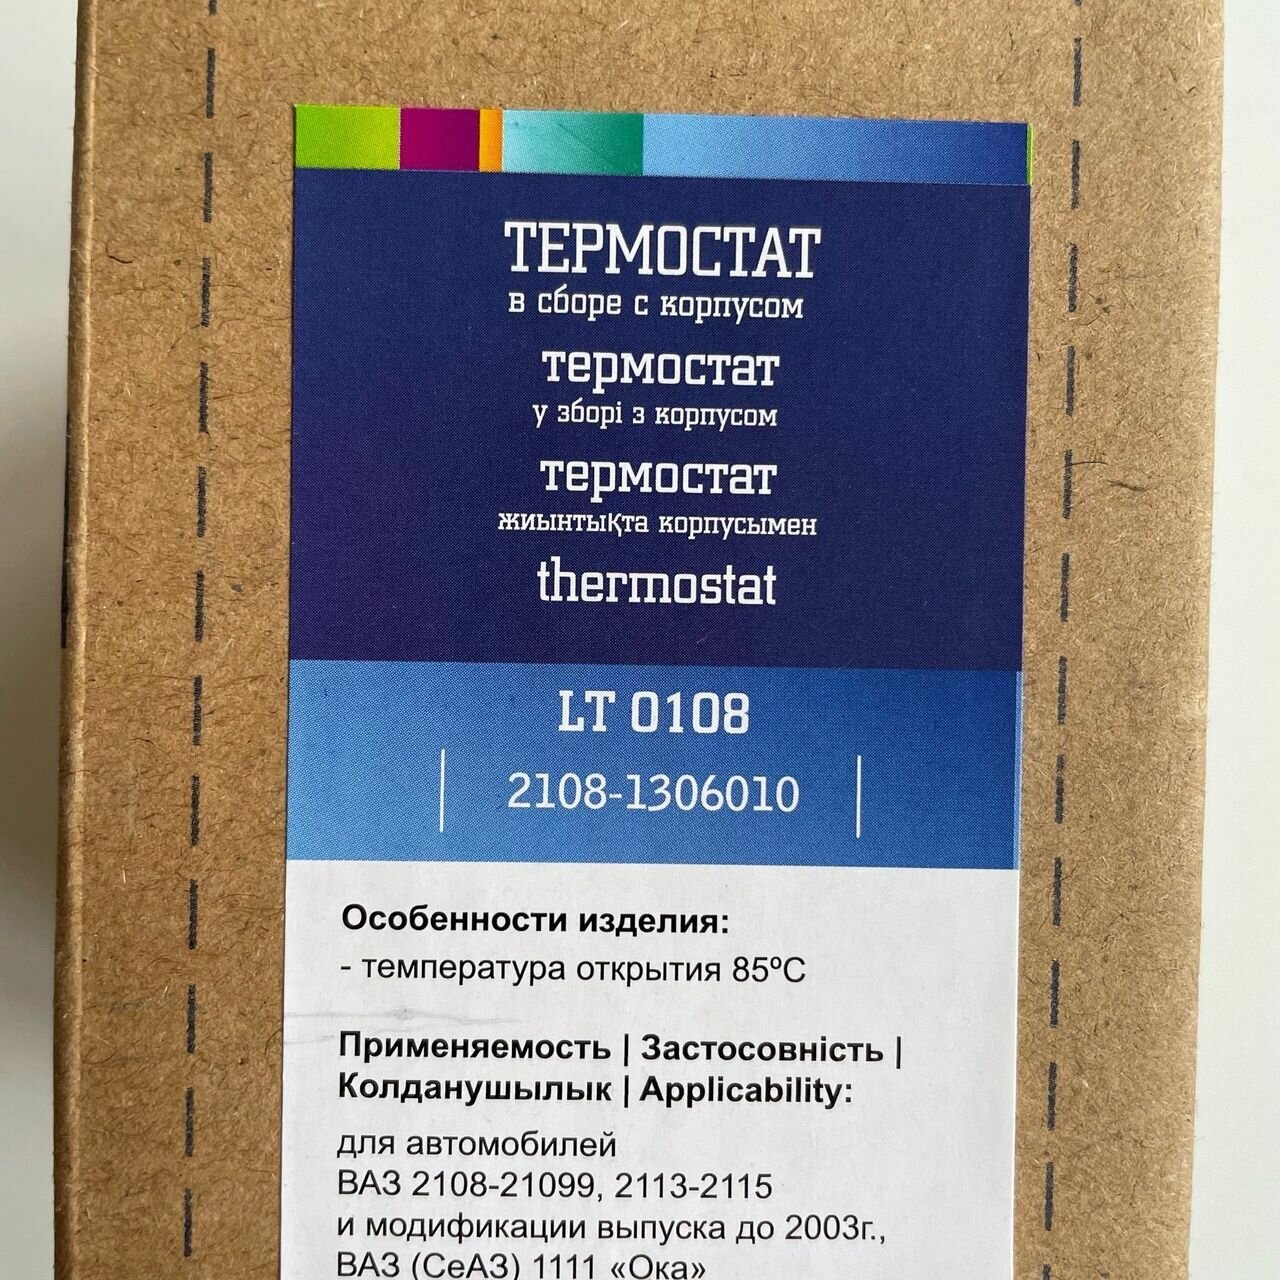 ТЕРМОСТАТ
в сборе с корпусом
термостат
у зборі з корпусом
термостат
жиынтыҚта корпусымен
thermostat
LT 0108
2108-1306010
Особенности изделия:
- температура открытия 85ºС
Применяемость | Застосовність |
Колданушылык | Applicability:
для автомобилей
ВАЗ 2108-21099, 2113-2115
и модификации выпуска до 2003г.,
ВАЗ (СеАЗ) 1111 «Ока»